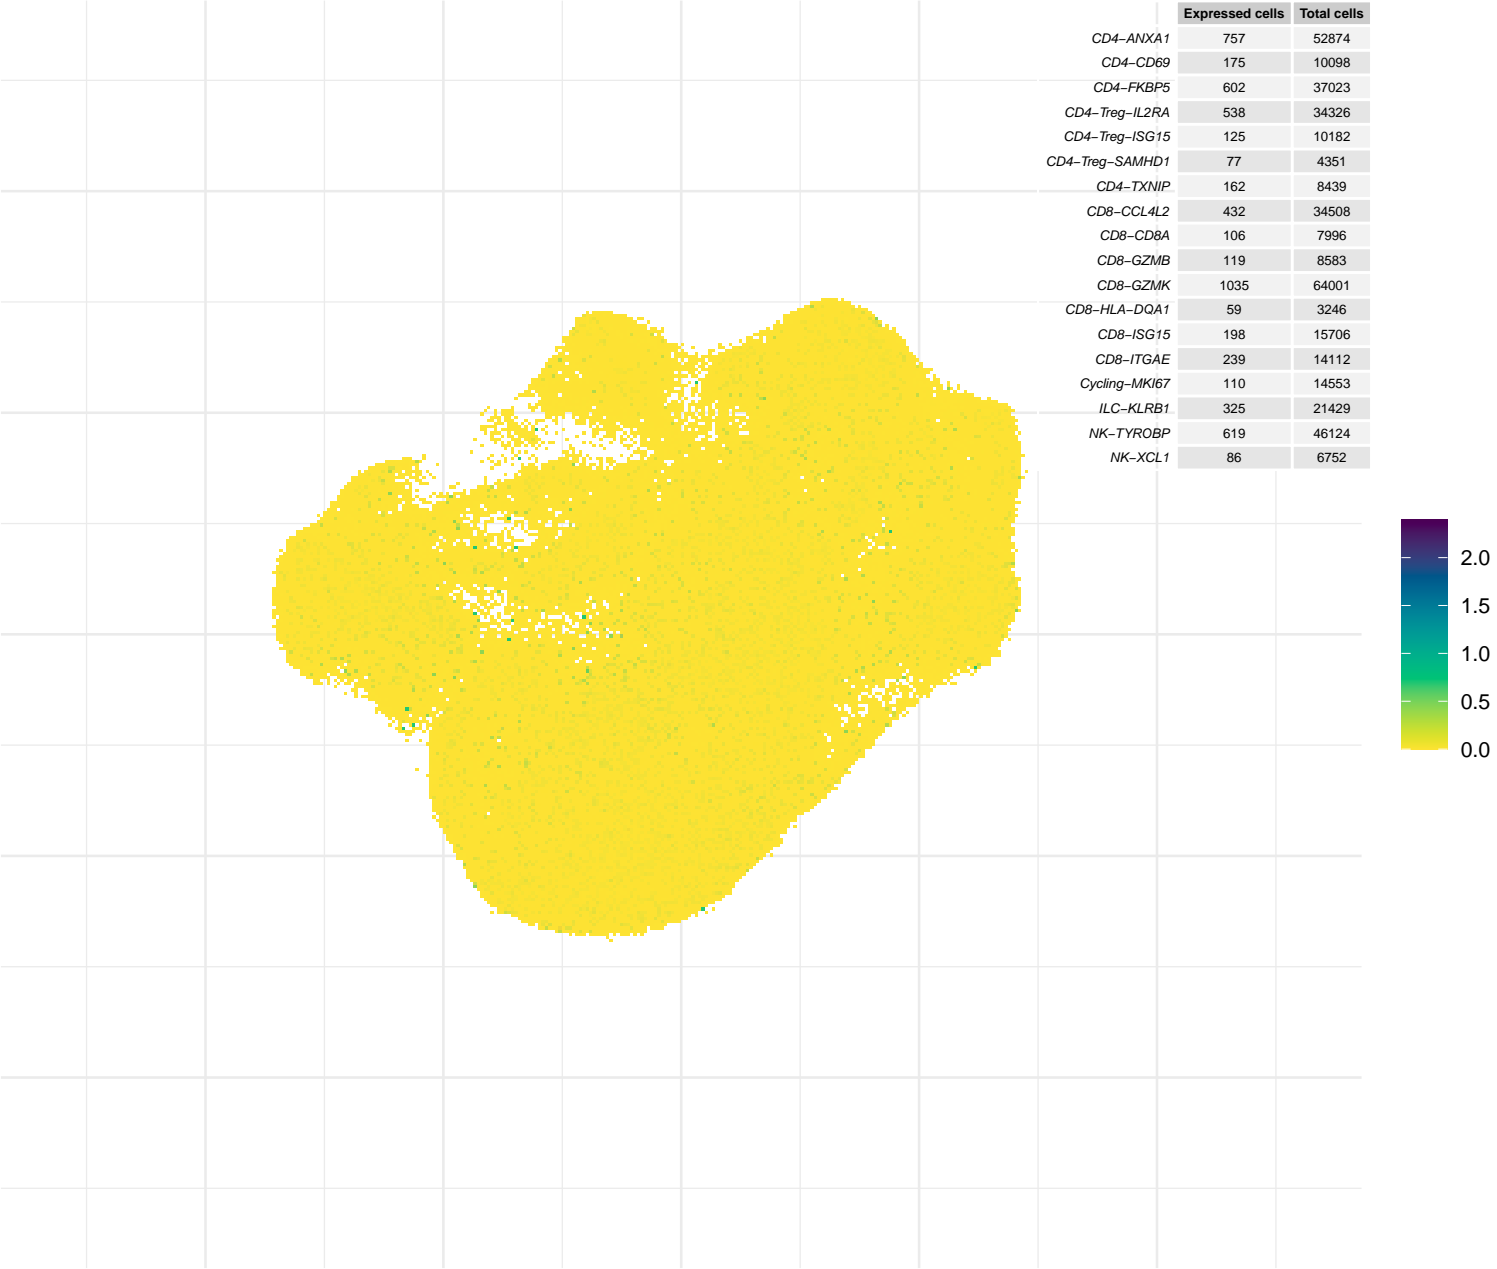 Expressed cells Total cells
CD4−ANXA1 757 52874
CD4−CD69 175 10098
CD4−FKBP5 602 37023
CD4−Treg−IL2RA 538 34326
CD4−Treg−ISG15 125 10182
CD4−Treg−SAMHD1 77 4351
CD4−TXNIP 162 8439
CD8−CCL4L2 432 34508
CD8−CD8A 106 7996
CD8−GZMB 119 8583
CD8−GZMK 1035 64001
CD8−HLA−DQA1 59 3246
CD8−ISG15 198 15706
CD8−ITGAE 239 14112
Cycling−MKI67 110 14553
ILC−KLRB1 325 21429
NK−TYROBP 619 46124
NK−XCL1 86 6752
2.0
1.5
1.0
0.5
0.0